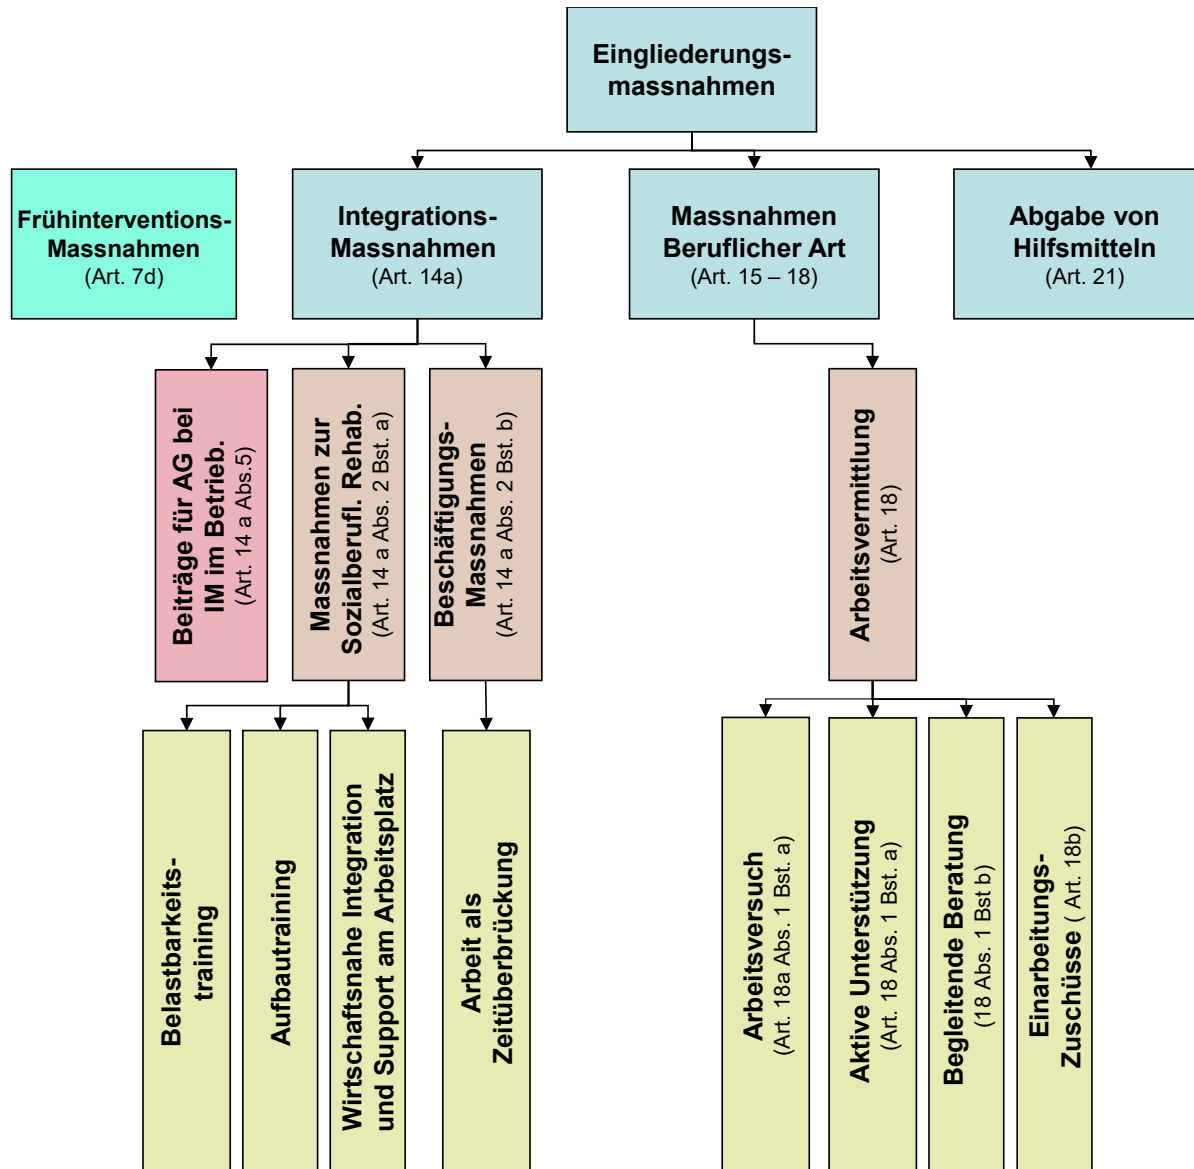 Eingliederungs-
massnahmen
Frühinterventions-
Massnahmen
(Art. 7d)
Integrations-
Massnahmen
(Art. 14a)
Massnahmen
Beruflicher Art
(Art. 15 – 18)
Abgabe von
Hilfsmitteln
(Art. 21)
Beiträge für AG bei
IM im Betrieb.
(Art. 14 a Abs.5)
Massnahmen zur
Sozialberufl. Rehab.
(Art. 14 a Abs. 2 Bst. a)
Beschäftigungs-
Massnahmen
(Art. 14 a Abs. 2 Bst. b)
Arbeitsvermittlung
(Art. 18)
Belastbarkeits-
training
Aufbautraining
Wirtschaftsnahe Integration
und Support am Arbeitsplatz
Arbeit als
Zeitüberbrückung
Arbeitsversuch
(Art. 18a Abs. 1 Bst. a)
Aktive Unterstützung
(Art. 18 Abs. 1 Bst. a)
Begleitende Beratung
(18 Abs. 1 Bst b)
Einarbeitungs-
Zuschüsse ( Art. 18b)